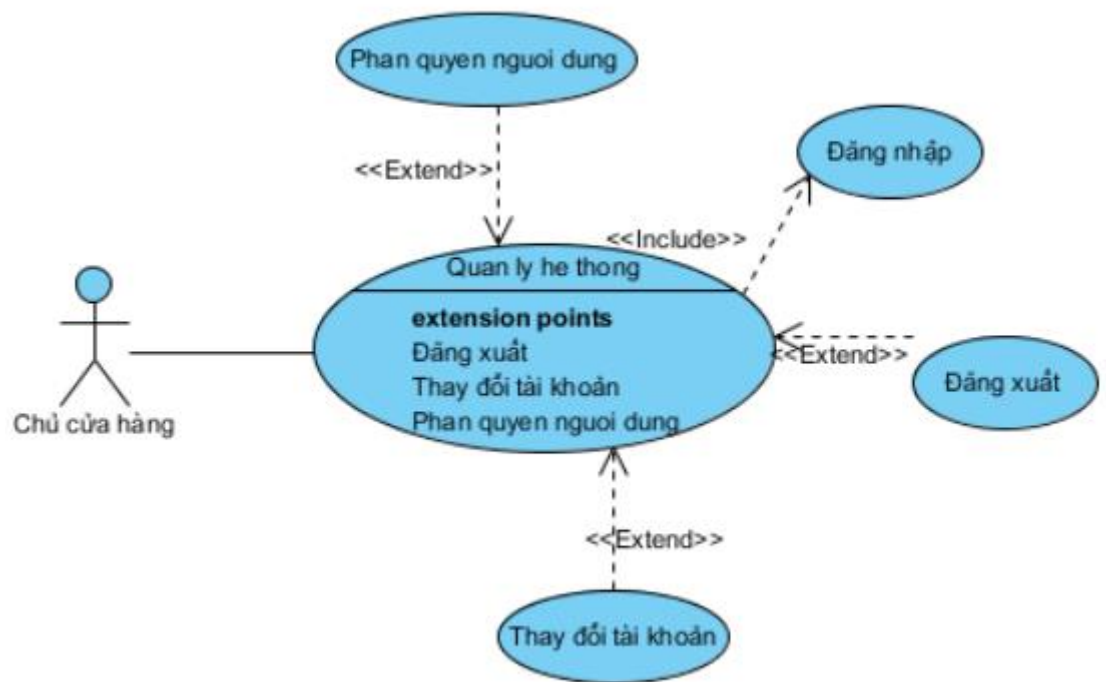 Phan quyen nguoi dung
<<Extend>>
Đăng nhập
<<Include>>
Quan ly he thong
extension points
Đăng xuất
Thay đổi tài khoản
Phan quyen nguoi dung
<<Extend>>
Đăng xuất
Chủ cửa hàng
<<Extend>>
Thay đổi tài khoản